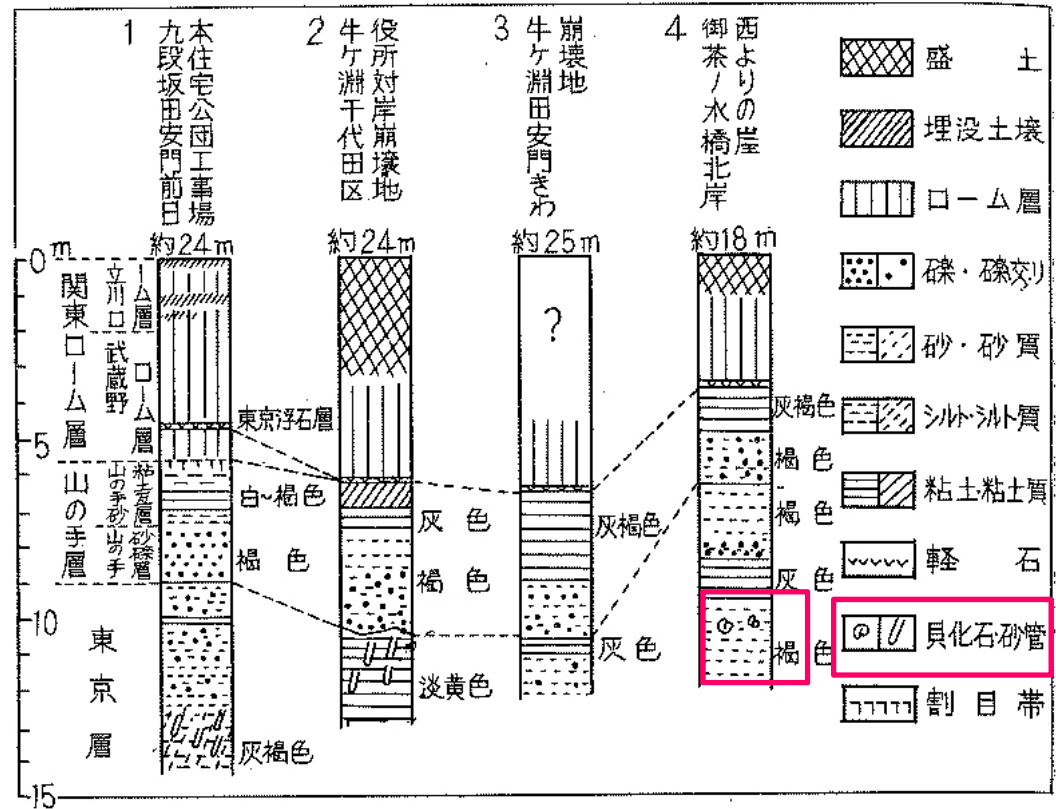 1
本住宅公団工事場
九段坂田安門前日
2
役所対岸崩壊地
牛ケ淵千代田区
3
崩壊地
牛ケ淵田安門きわ
4
西よりの崖
御茶ノ水橋北岸
約24m
約24m
約25m
約18m
0m
5
10
15
関東ローム層
立川ローム層
武蔵野ローム層
山の手層
山の手砂
粘土質層
山の手
砂礫層
東京層
東京浮石層
白~褐色
褐色
灰褐色
灰色
褐色
淡黄色
?
灰褐色
灰色
灰褐色
褐色
褐色
灰色
褐色
盛土
埋没土壌
ローム層
礫・礫交リ
砂・砂質
シルト・シルト質
粘土・粘土質
軽石
貝化石・砂管
割目帯